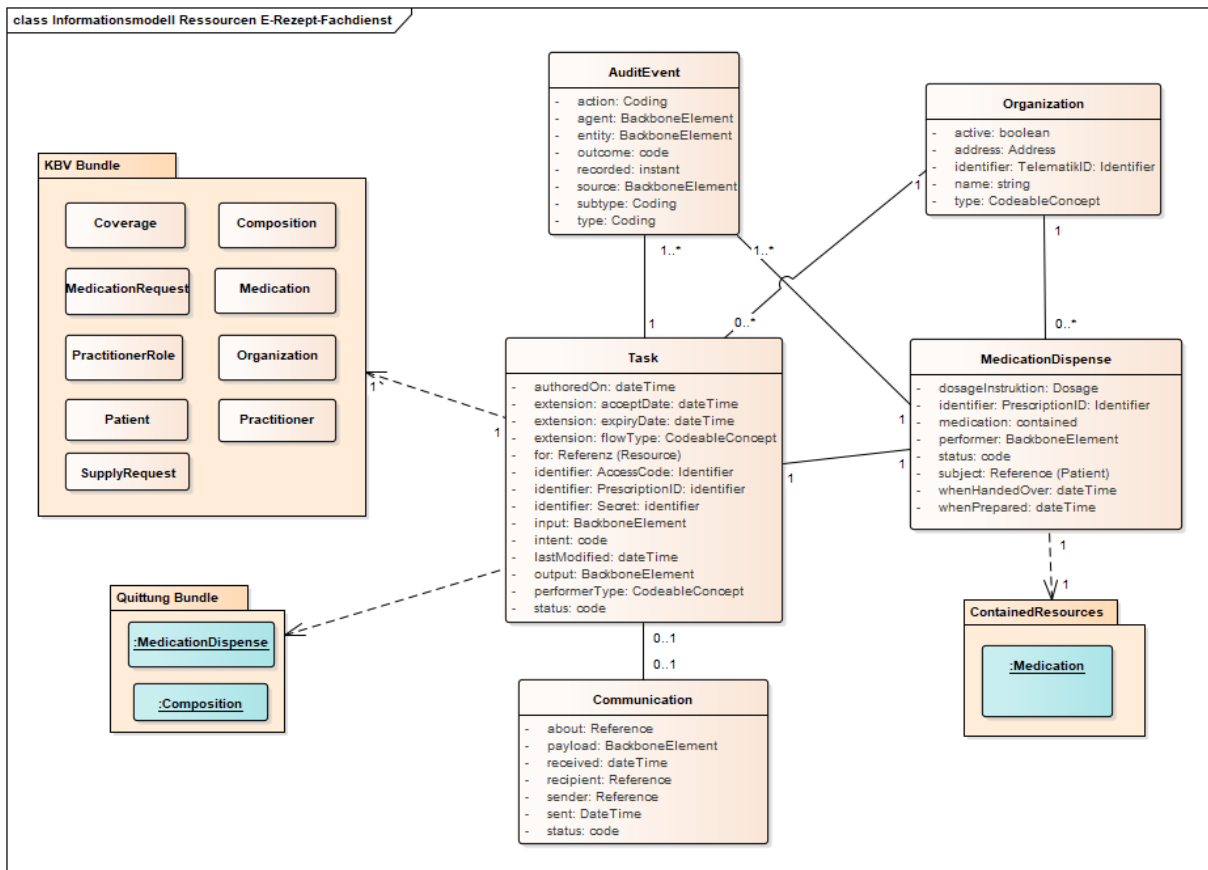 class Informationsmodell Ressourcen E-Rezept-Fachdienst
AuditEvent
- action: Coding
- agent: BackboneElement
- entity: BackboneElement
- outcome: code
- recorded: instant
- source: BackboneElement
- subtype: Coding
- type: Coding
Organization
- active: boolean
- address: Address
- identifier: TelematikID: Identifier
- name: string
- type: CodeableConcept
KBV Bundle
Coverage
Composition
MedicationRequest
Medication
PractitionerRole
Organization
Patient
Practitioner
SupplyRequest
1..*
1..*
1
1
1
0..*
0..*
1
1
1
1
1
Task
- authoredOn: dateTime
- extension: acceptDate: dateTime
- extension: expiryDate: dateTime
- extension: flowType: CodeableConcept
- for: Referenz (Resource)
- identifier: AccessCode: Identifier
- identifier: PrescriptionID: identifier
- identifier: Secret: identifier
- input: BackboneElement
- intent: code
- lastModified: dateTime
- output: BackboneElement
- performerType: CodeableConcept
- status: code
MedicationDispense
- dosageInstruktion: Dosage
- identifier: PrescriptionID: Identifier
- medication: contained
- performer: BackboneElement
- status: code
- subject: Reference (Patient)
- whenHandedOver: dateTime
- whenPrepared: dateTime
1
1
Quittung Bundle
:MedicationDispense
:Composition
ContainedResources
:Medication
0..1
0..1
Communication
- about: Reference
- payload: BackboneElement
- received: dateTime
- recipient: Reference
- sender: Reference
- sent: DateTime
- status: code